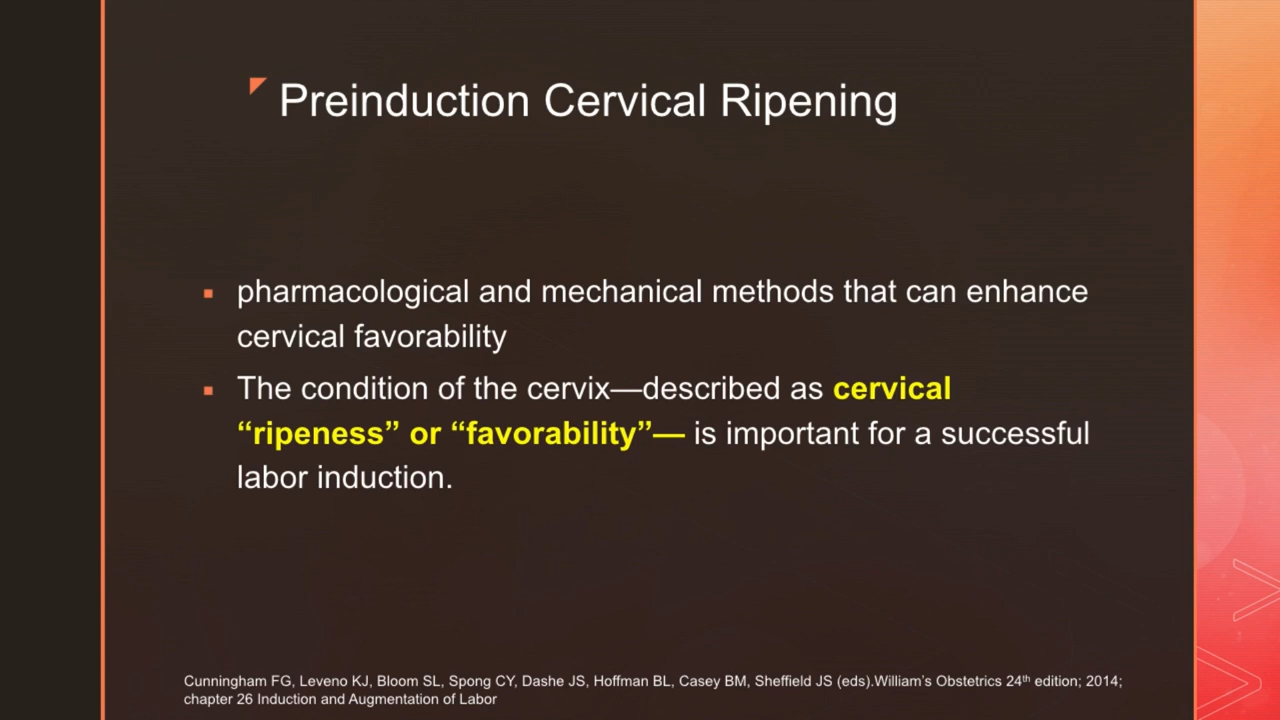 Preinduction Cervical Ripening
▪ pharmacological and mechanical methods that can enhance
cervical favorability
▪ The condition of the cervix—described as cervical
“ripeness” or “favorability”— is important for a successful
labor induction.
Cunningham FG, Leveno KJ, Bloom SL, Spong CY, Dashe JS, Hoffman BL, Casey BM, Sheffield JS (eds).William’s Obstetrics 24th edition; 2014;
chapter 26 Induction and Augmentation of Labor